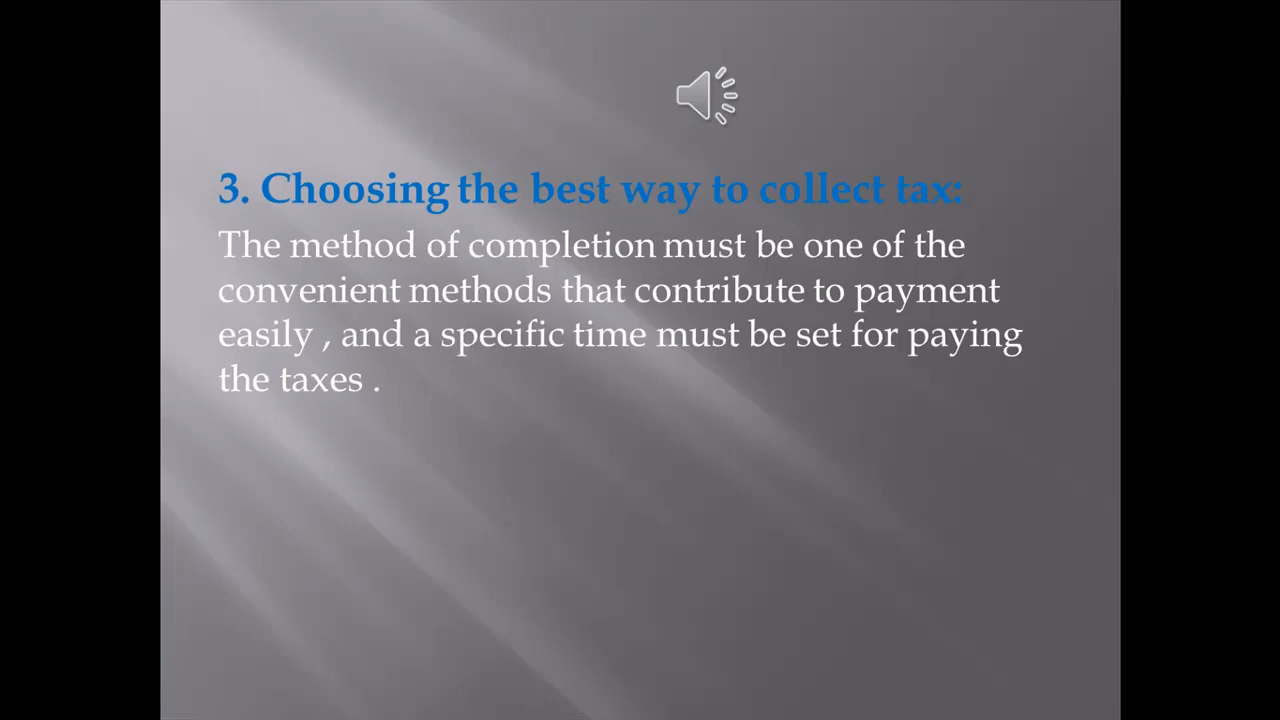 3. Choosing the best way to collect tax:
The method of completion must be one of the
convenient methods that contribute to payment
easily , and a specific time must be set for paying
the taxes .